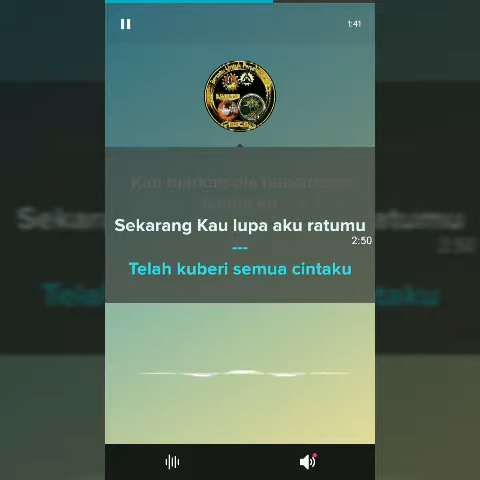 1:41
Sekarang Kau lupa aku ratumu
2:50
---
Telah kuberi semua cintaku